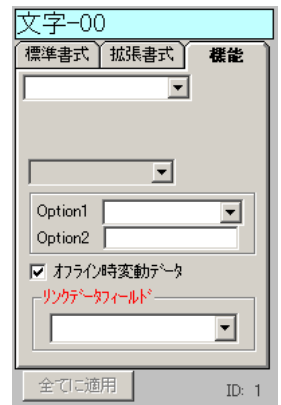 文字-00
標準書式 拡張書式 機能
Option1
Option2
オフライン時変動データ
リンクデータフィールド
全てに適用 ID: 1